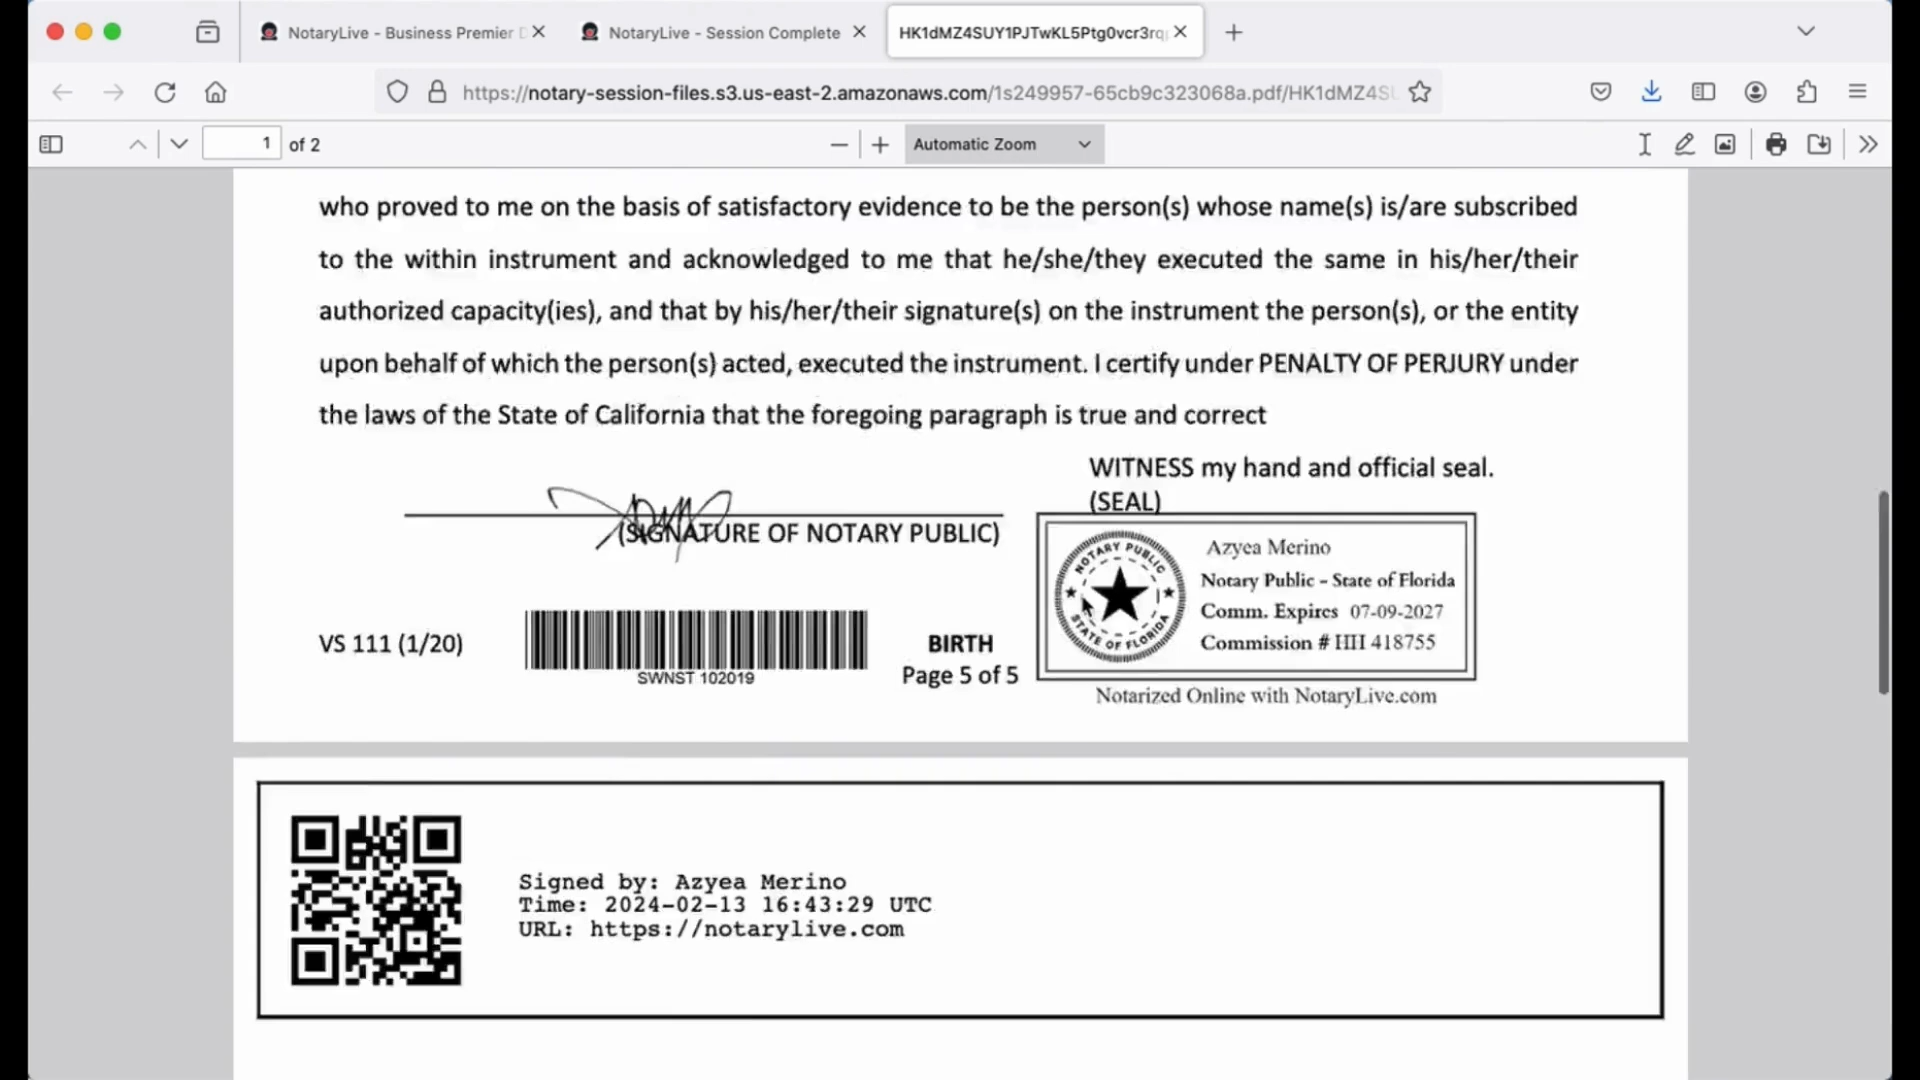 NotaryLive - Business Premier D
NotaryLive - Session Complete
HK1dMZ4SUY1PJTwKL5Ptg0vcr3rq
https://notary-session-files.s3.us-east-2.amazonaws.com/1s249957-65cb9c323068a.pdf/HK1dMZ4SU
1 of 2
Automatic Zoom
who proved to me on the basis of satisfactory evidence to be the person(s) whose name(s) is/are subscribed
to the within instrument and acknowledged to me that he/she/they executed the same in his/her/their
authorized capacity(ies), and that by his/her/their signature(s) on the instrument the person(s), or the entity
upon behalf of which the person(s) acted, executed the instrument. I certify under PENALTY OF PERJURY under
the laws of the State of California that the foregoing paragraph is true and correct
WITNESS my hand and official seal.
(SEAL)
(SIGNATURE OF NOTARY PUBLIC)
NOTARY PUBLIC
STATE OF FLORIDA
Azyea Merino
Notary Public - State of Florida
Comm. Expires 07-09-2027
Commission # HH 418755
Notarized Online with NotaryLive.com
VS 111 (1/20)
SWNST 102019
BIRTH
Page 5 of 5
Signed by: Azyea Merino
Time: 2024-02-13 16:43:29 UTC
URL: https://notarylive.com